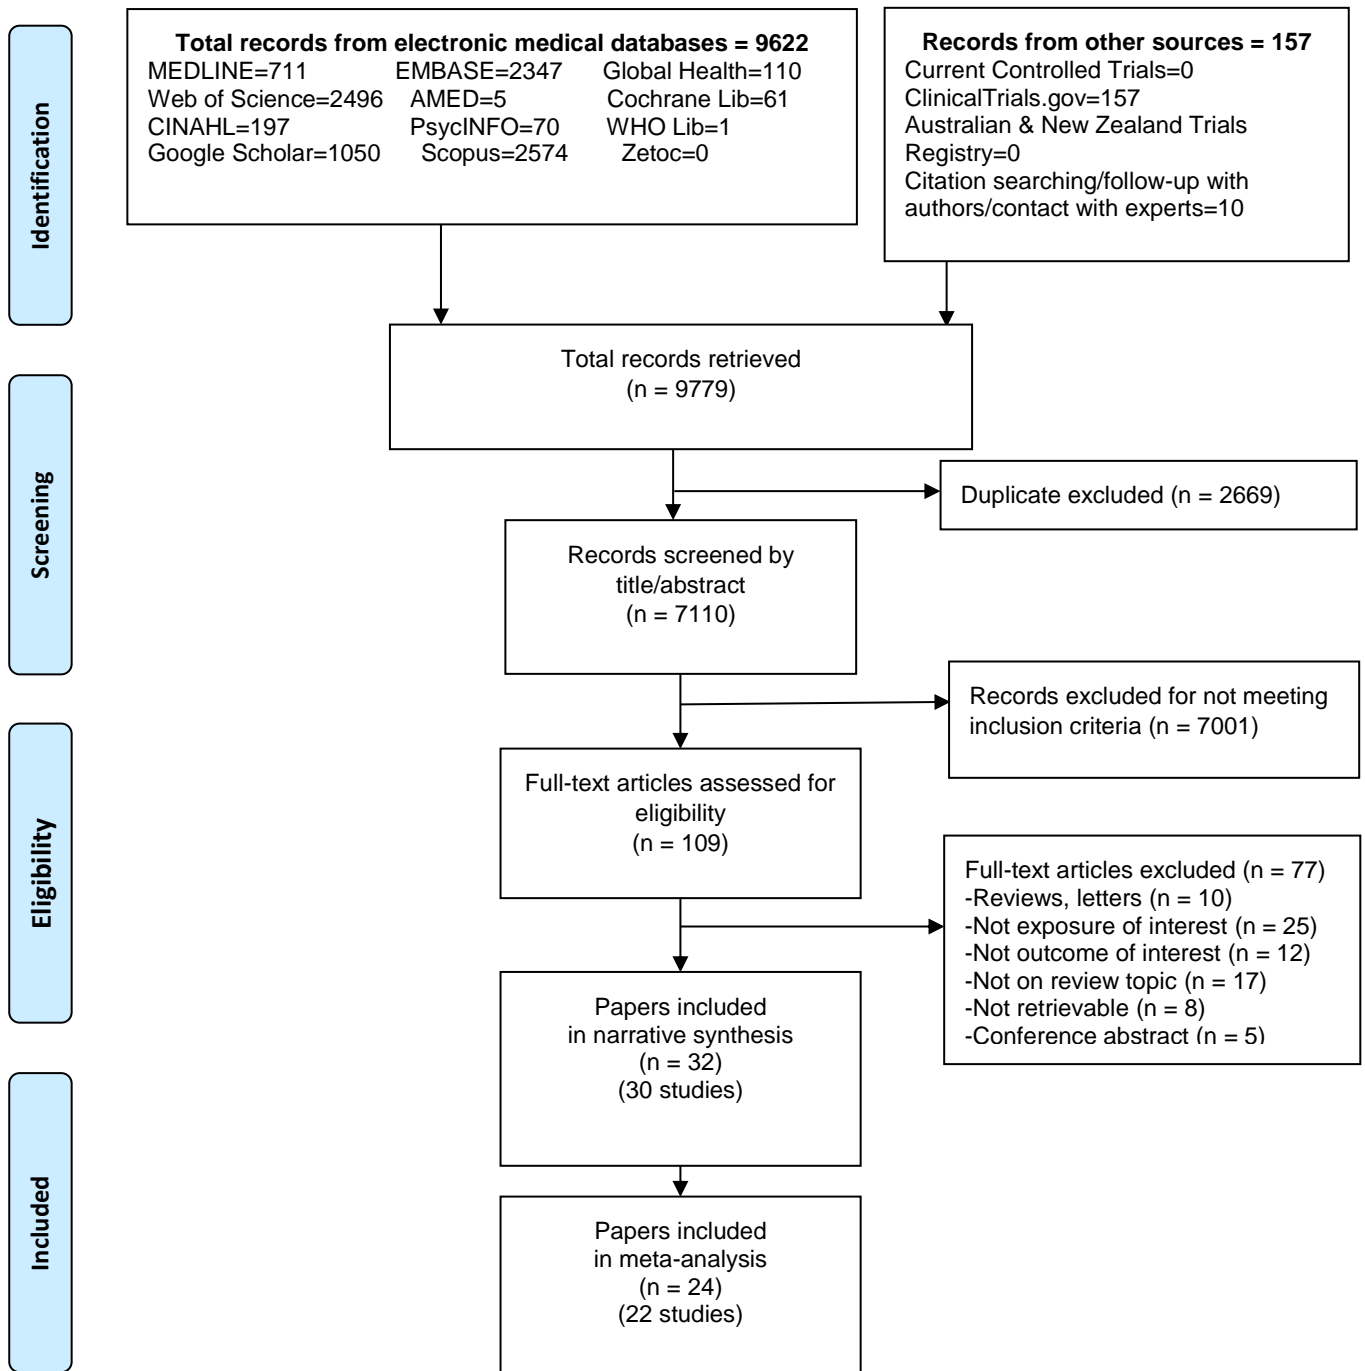 Identification
Total records from electronic medical databases = 9622
MEDLINE=711 EMBASE=2347 Global Health=110
Web of Science=2496 AMED=5 Cochrane Lib=61
CINAHL=197 PsycINFO=70 WHO Lib=1
Google Scholar=1050 Scopus=2574 Zetoc=0
Records from other sources = 157
Current Controlled Trials=0
ClinicalTrials.gov=157
Australian & New Zealand Trials
Registry=0
Citation searching/follow-up with
authors/contact with experts=10
Total records retrieved
(n = 9779)
Screening
Duplicate excluded (n = 2669)
Records screened by
title/abstract
(n = 7110)
Records excluded for not meeting
inclusion criteria (n = 7001)
Eligibility
Full-text articles assessed for
eligibility
(n = 109)
Full-text articles excluded (n = 77)
-Reviews, letters (n = 10)
-Not exposure of interest (n = 25)
-Not outcome of interest (n = 12)
-Not on review topic (n = 17)
-Not retrievable (n = 8)
-Conference abstract (n = 5)
Papers included
in narrative synthesis
(n = 32)
(30 studies)
Included
Papers included
in meta-analysis
(n = 24)
(22 studies)